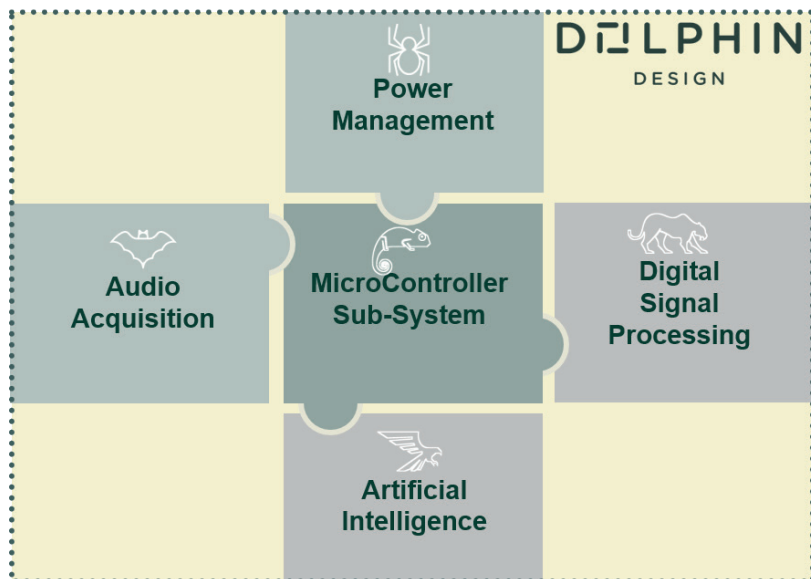 DOLPHIN
DESIGN
Power
Management
Audio
Acquisition
MicroController
Sub-System
Digital
Signal
Processing
Artificial
Intelligence